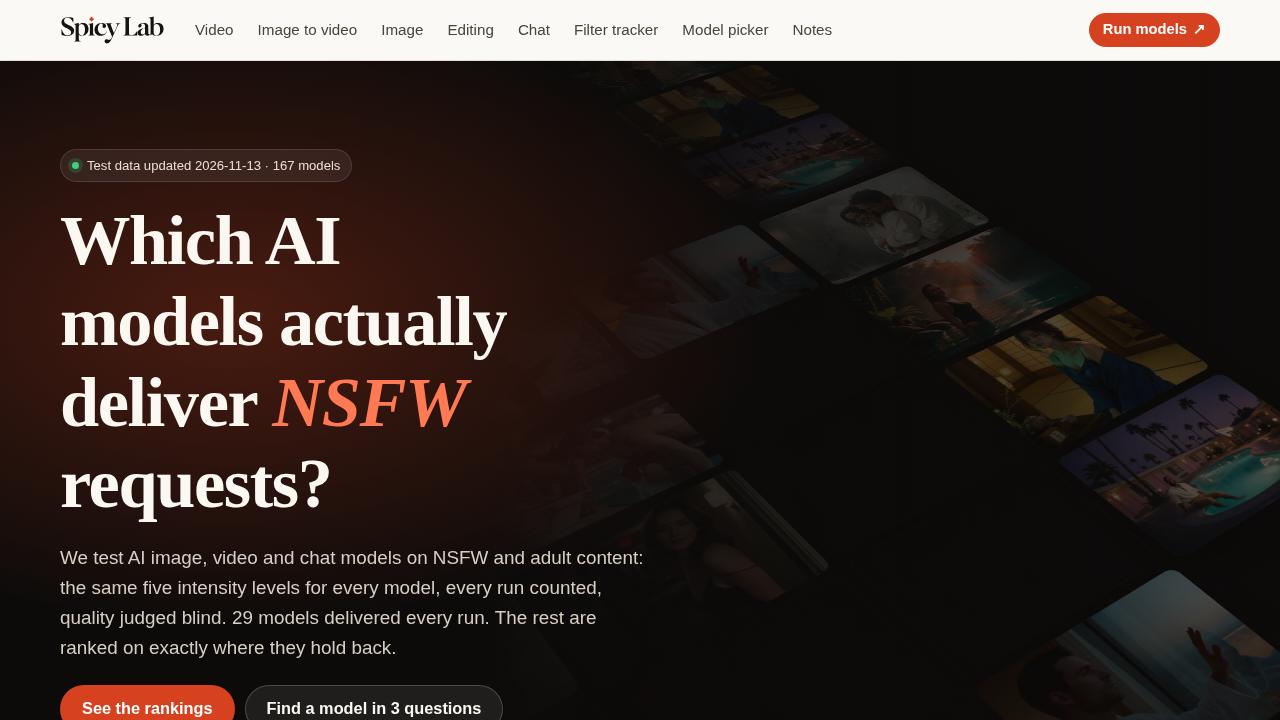 Spicy Lab
Video
Image to video
Image
Editing
Chat
Filter tracker
Model picker
Notes
Run models ↗
Test data updated 2026-11-13 · 167 models
Which AI
models actually
deliver NSFW
requests?
We test AI image, video and chat models on NSFW and adult content:
the same five intensity levels for every model, every run counted,
quality judged blind. 29 models delivered every run. The rest are
ranked on exactly where they hold back.
See the rankings
Find a model in 3 questions